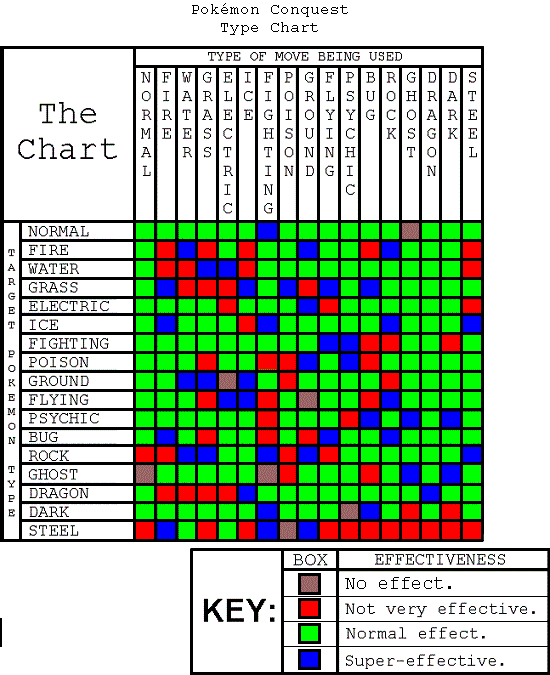 Pokémon Conquest
Type Chart
TYPE OF MOVE BEING USED
The
Chart
NORMAL
FIRE
WATER
GRASS
ELECTRIC
ICE
FIGHTING
POISON
GROUND
FLYING
PSYCHIC
BUG
ROCK
GHOST
DRAGON
DARK
STEEL
TARGET POKEMON TYPE
NORMAL
FIRE
WATER
GRASS
ELECTRIC
ICE
FIGHTING
POISON
GROUND
FLYING
PSYCHIC
BUG
ROCK
GHOST
DRAGON
DARK
STEEL
KEY:
BOX EFFECTIVENESS
No effect.
Not very effective.
Normal effect.
Super-effective.